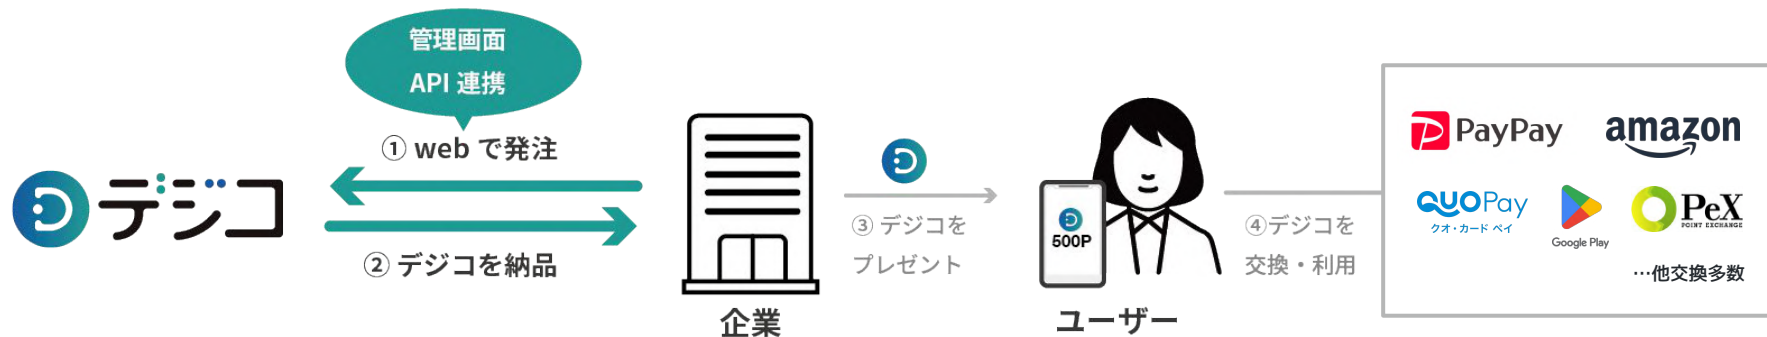 管理画面
API 連携
① web で発注
デジコ
② デジコを納品
企業
③ デジコを
プレゼント
500P
ユーザー
④デジコを
交換・利用
PayPay
amazon
QUOPay
クオ・カード ペイ
Google Play
PeX
POINT EXCHANGE
…他交換多数